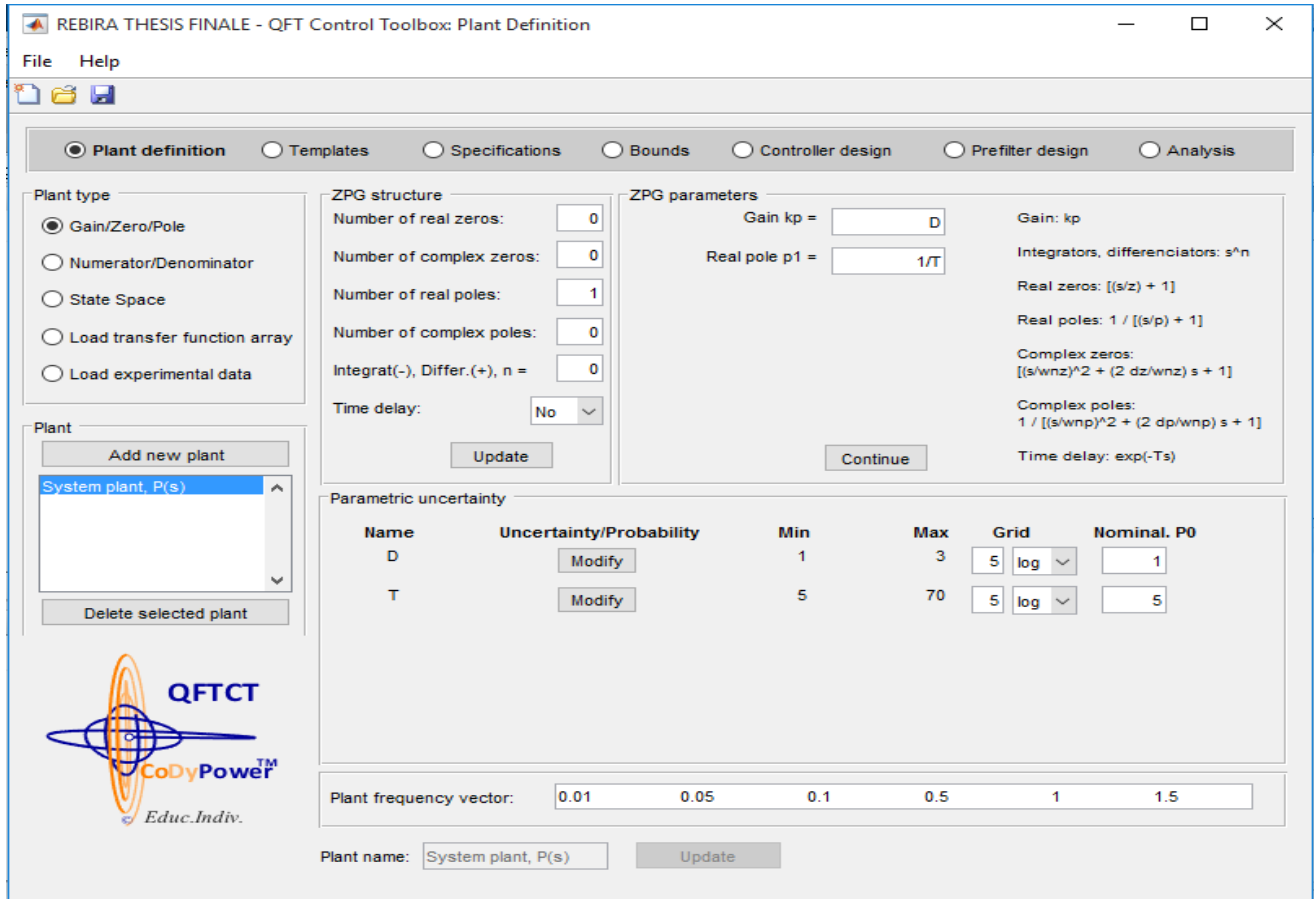 REBIRA THESIS FINALE - QFT Control Toolbox: Plant Definition
File Help
Plant definition Templates Specifications Bounds Controller design Prefilter design Analysis
Plant type
Gain/Zero/Pole
Numerator/Denominator
State Space
Load transfer function array
Load experimental data
Plant
Add new plant
System plant, P(s)
Delete selected plant
ZPG structure
Number of real zeros: 0
Number of complex zeros: 0
Number of real poles: 1
Number of complex poles: 0
Integrat(-), Differ.(+), n = 0
Time delay: No
Update
ZPG parameters
Gain kp = D
Real pole p1 = 1/T
Continue
Gain: kp
Integrators, differenciators: s^n
Real zeros: [(s/z) + 1]
Real poles: 1 / [(s/p) + 1]
Complex zeros:
[(s/wnz)^2 + (2 dz/wnz) s + 1]
Complex poles:
1 / [(s/wnp)^2 + (2 dp/wnp) s + 1]
Time delay: exp(-Ts)
Parametric uncertainty
Name Uncertainty/Probability Min Max Grid Nominal. P0
D Modify 1 3 5 log 1
T Modify 5 70 5 log 5
QFTCT
CoDyPower™
© Educ.Indiv.
Plant frequency vector: 0.01 0.05 0.1 0.5 1 1.5
Plant name: System plant, P(s) Update